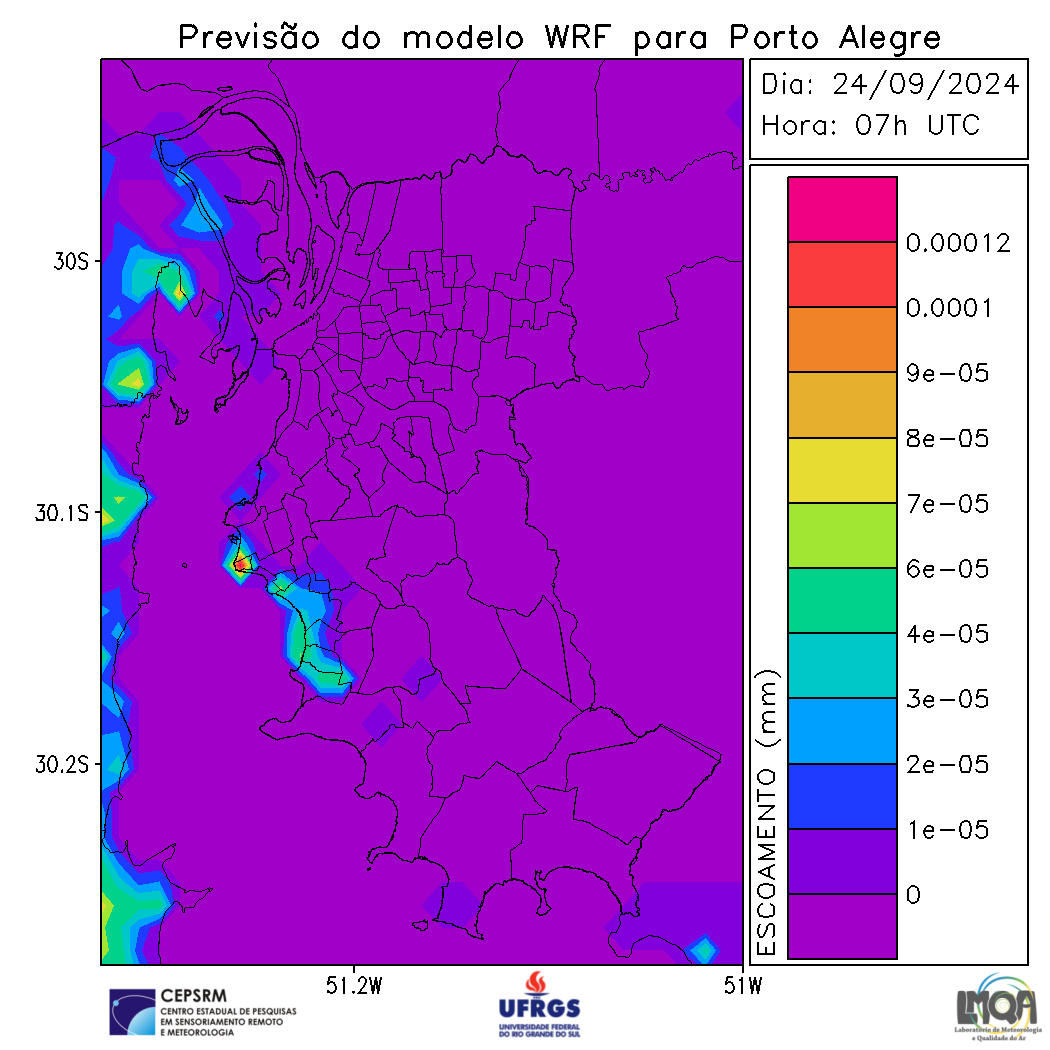 Previsão do modelo WRF para Porto Alegre
Dia: 24/09/2024
Hora: 07h UTC
30S
30.1S
30.2S
51.2W
51W
ESCOAMENTO (mm)
0.00012
0.0001
9e-05
8e-05
7e-05
6e-05
4e-05
3e-05
2e-05
1e-05
0
CEPSRM
CENTRO ESTADUAL DE PESQUISAS
EM SENSORIAMENTO REMOTO
E METEOROLOGIA
UFRGS
UNIVERSIDADE FEDERAL
DO RIO GRANDE DO SUL
LMQA
Laboratório de Meteorologia
e Qualidade do Ar